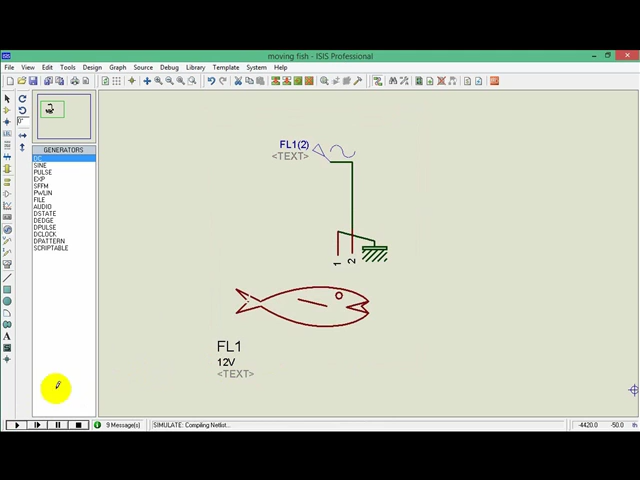 ISIS
moving fish - ISIS Professional
File View Edit Tools Design Graph Source Debug Library Template System Help
GENERATORS
DC
SINE
PULSE
EXP
SFFM
PWLIN
FILE
AUDIO
DSTATE
DEDGE
DPULSE
DCLOCK
DPATTERN
SCRIPTABLE
FL1(2)
<TEXT>
1
2
FL1
12V
<TEXT>
9 Message(s)
SIMULATE: Compiling Netlist...
-4420.0
-50.0
th